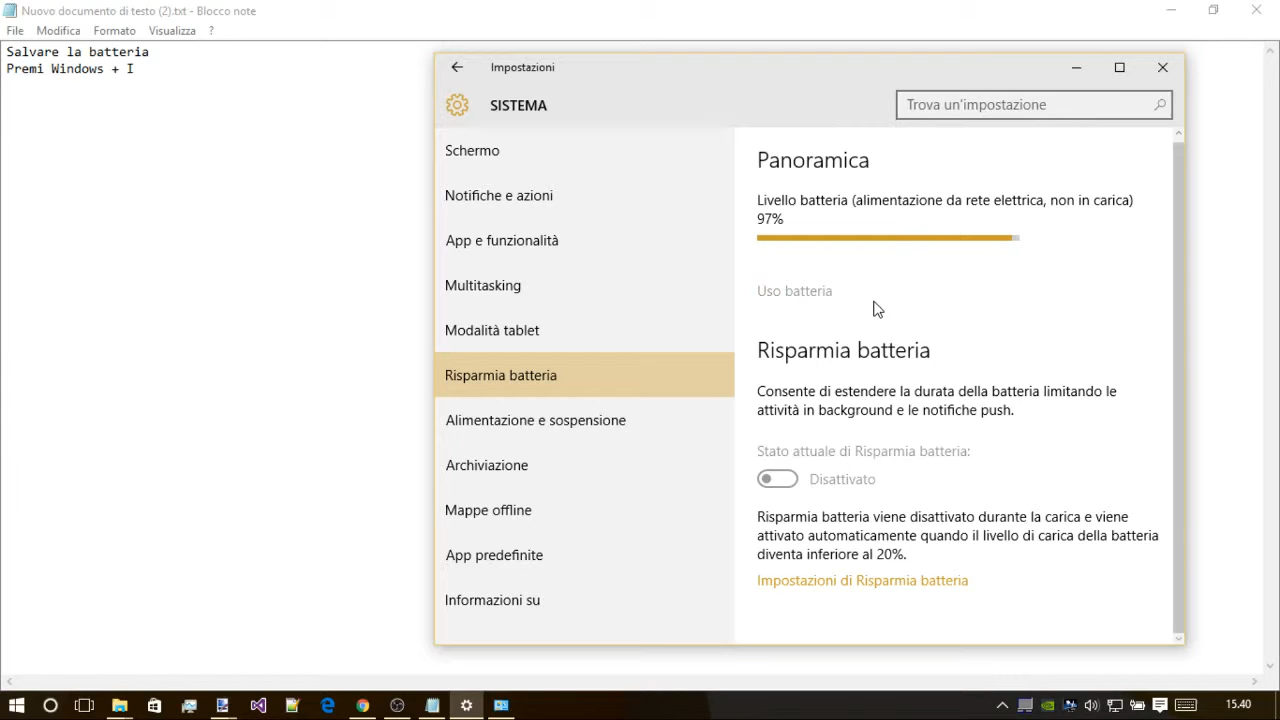 Nuovo documento di testo (2).txt - Blocco note
File Modifica Formato Visualizza ?
Salvare la batteria
Premi Windows + I
Impostazioni
SISTEMA
Trova un'impostazione
Schermo
Notifiche e azioni
App e funzionalità
Multitasking
Modalità tablet
Risparmia batteria
Alimentazione e sospensione
Archiviazione
Mappe offline
App predefinite
Informazioni su
Panoramica
Livello batteria (alimentazione da rete elettrica, non in carica)
97%
Uso batteria
Risparmia batteria
Consente di estendere la durata della batteria limitando le
attività in background e le notifiche push.
Stato attuale di Risparmia batteria:
Disattivato
Risparmia batteria viene disattivato durante la carica e viene
attivato automaticamente quando il livello di carica della batteria
diventa inferiore al 20%.
Impostazioni di Risparmia batteria
15.40